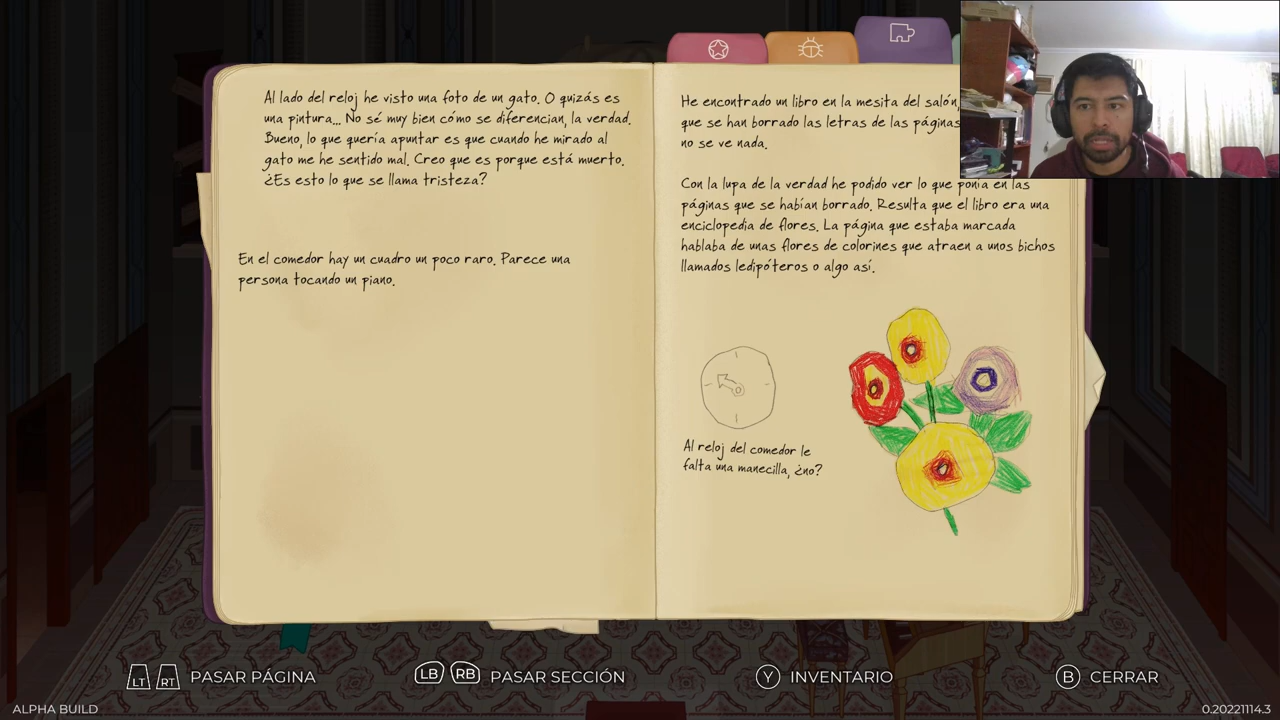 Al lado del reloj he visto una foto de un gato. O quizás es
una pintura... No sé muy bien cómo se diferencian, la verdad.
Bueno, lo que quería apuntar es que cuando he mirado al
gato me he sentido mal. Creo que es porque está muerto.
¿Es esto lo que se llama tristeza?
En el comedor hay un cuadro un poco raro. Parece una
persona tocando un piano.
He encontrado un libro en la mesita del salón,
que se han borrado las letras de las páginas
no se ve nada.
Con la lupa de la verdad he podido ver lo que ponía en las
páginas que se habían borrado. Resulta que el libro era una
enciclopedia de flores. La página que estaba marcada
hablaba de unas flores de colorines que atraen a unos bichos
llamados ledipóteros o algo así.
Al reloj del comedor le
falta una manecilla, ¿no?
LT RT PASAR PÁGINA
LB RB PASAR SECCIÓN
Y INVENTARIO
B CERRAR
ALPHA BUILD
0.20221114.3